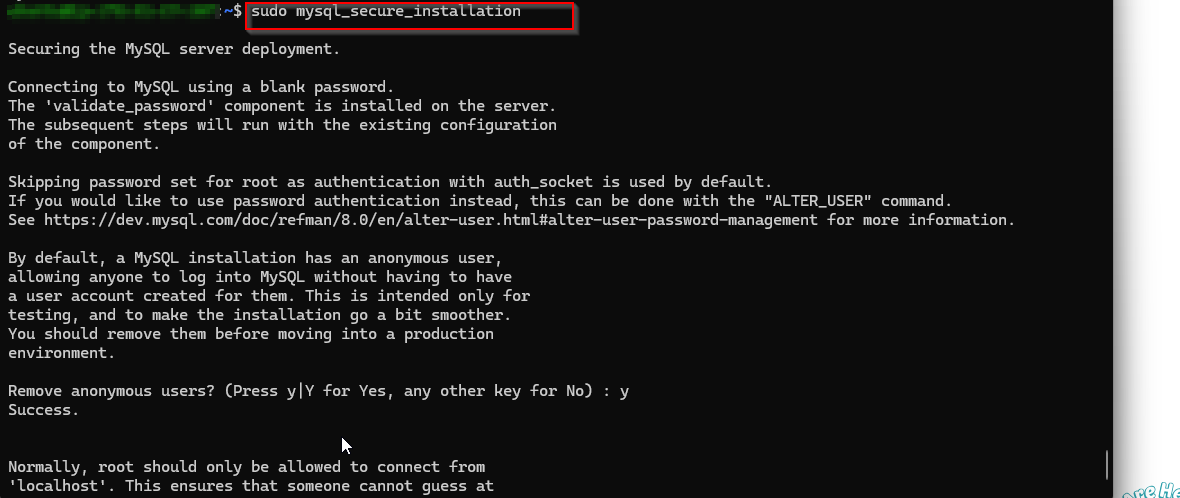 :~$ sudo mysql_secure_installation
Securing the MySQL server deployment.
Connecting to MySQL using a blank password.
The 'validate_password' component is installed on the server.
The subsequent steps will run with the existing configuration
of the component.
Skipping password set for root as authentication with auth_socket is used by default.
If you would like to use password authentication instead, this can be done with the "ALTER_USER" command.
See https://dev.mysql.com/doc/refman/8.0/en/alter-user.html#alter-user-password-management for more information.
By default, a MySQL installation has an anonymous user,
allowing anyone to log into MySQL without having to have
a user account created for them. This is intended only for
testing, and to make the installation go a bit smoother.
You should remove them before moving into a production
environment.
Remove anonymous users? (Press y|Y for Yes, any other key for No) : y
Success.
Normally, root should only be allowed to connect from
'localhost'. This ensures that someone cannot guess at